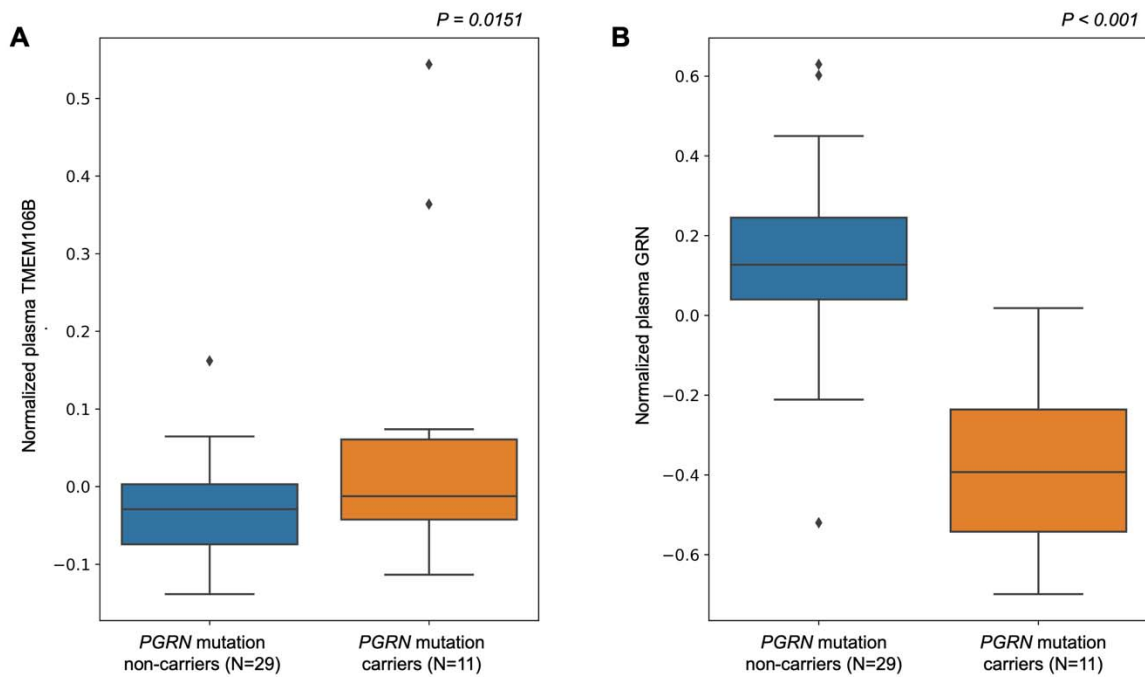 A
P = 0.0151
Normalized plasma TMEM106B
0.5
0.4
0.3
0.2
0.1
0.0
−0.1
PGRN mutation
non-carriers (N=29)
PGRN mutation
carriers (N=11)
B
P < 0.001
Normalized plasma GRN
0.6
0.4
0.2
0.0
−0.2
−0.4
−0.6
PGRN mutation
non-carriers (N=29)
PGRN mutation
carriers (N=11)